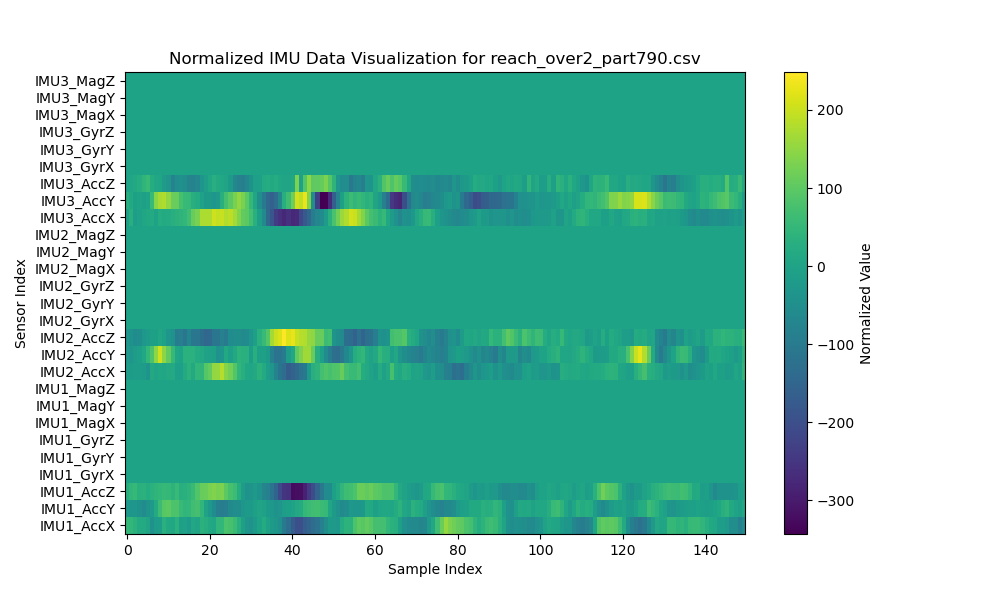 Normalized IMU Data Visualization for reach_over2_part790.csv
IMU3_MagZ
IMU3_MagY
IMU3_MagX
IMU3_GyrZ
IMU3_GyrY
IMU3_GyrX
IMU3_AccZ
IMU3_AccY
IMU3_AccX
IMU2_MagZ
IMU2_MagY
IMU2_MagX
IMU2_GyrZ
IMU2_GyrY
IMU2_GyrX
IMU2_AccZ
IMU2_AccY
IMU2_AccX
IMU1_MagZ
IMU1_MagY
IMU1_MagX
IMU1_GyrZ
IMU1_GyrY
IMU1_GyrX
IMU1_AccZ
IMU1_AccY
IMU1_AccX
Sensor Index
0 20 40 60 80 100 120 140
Sample Index
200
100
0
−100
−200
−300
Normalized Value